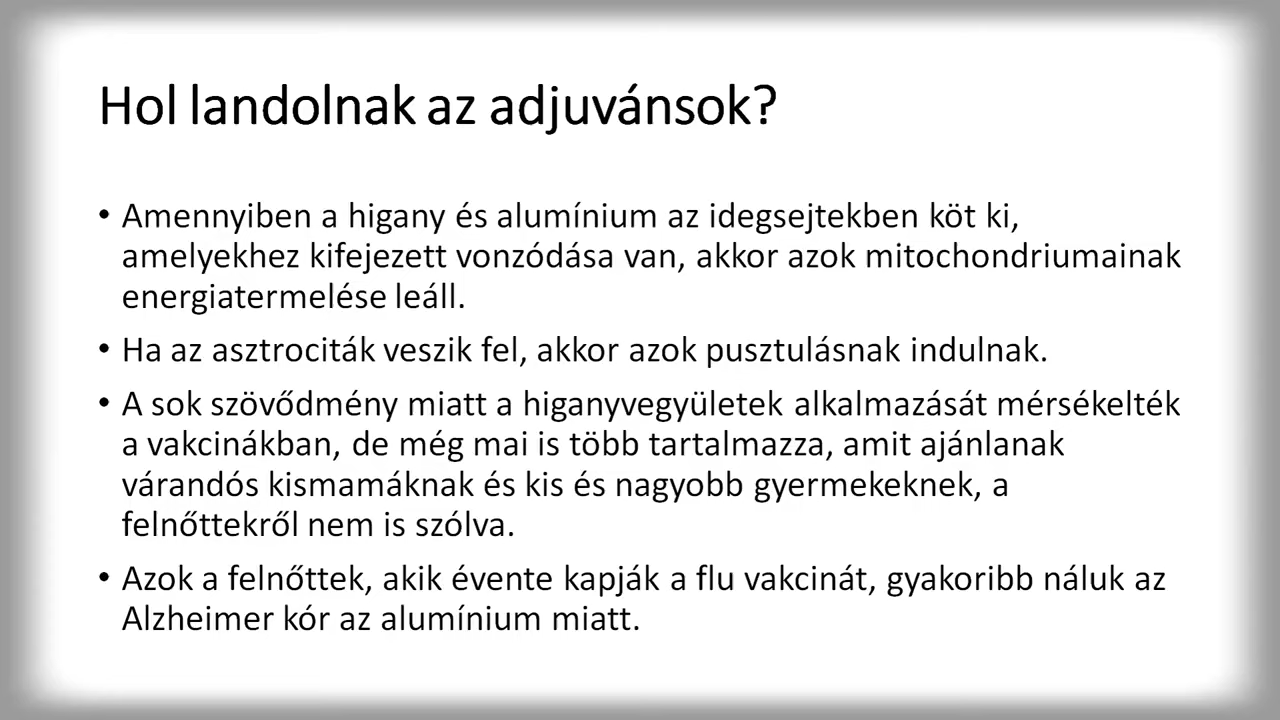 Hol landolnak az adjuvánsok?
• Amennyiben a higany és alumínium az idegsejtekben köt ki,
amelyekhez kifejezett vonzódása van, akkor azok mitochondriumainak
energiatermelése leáll.
• Ha az asztrociták veszik fel, akkor azok pusztulásnak indulnak.
• A sok szövődmény miatt a higanyvegyületek alkalmazását mérsékelték
a vakcinákban, de még mai is több tartalmazza, amit ajánlanak
várandós kismamáknak és kis és nagyobb gyermekeknek, a
felnőttekről nem is szólva.
• Azok a felnőttek, akik évente kapják a flu vakcinát, gyakoribb náluk az
Alzheimer kór az alumínium miatt.